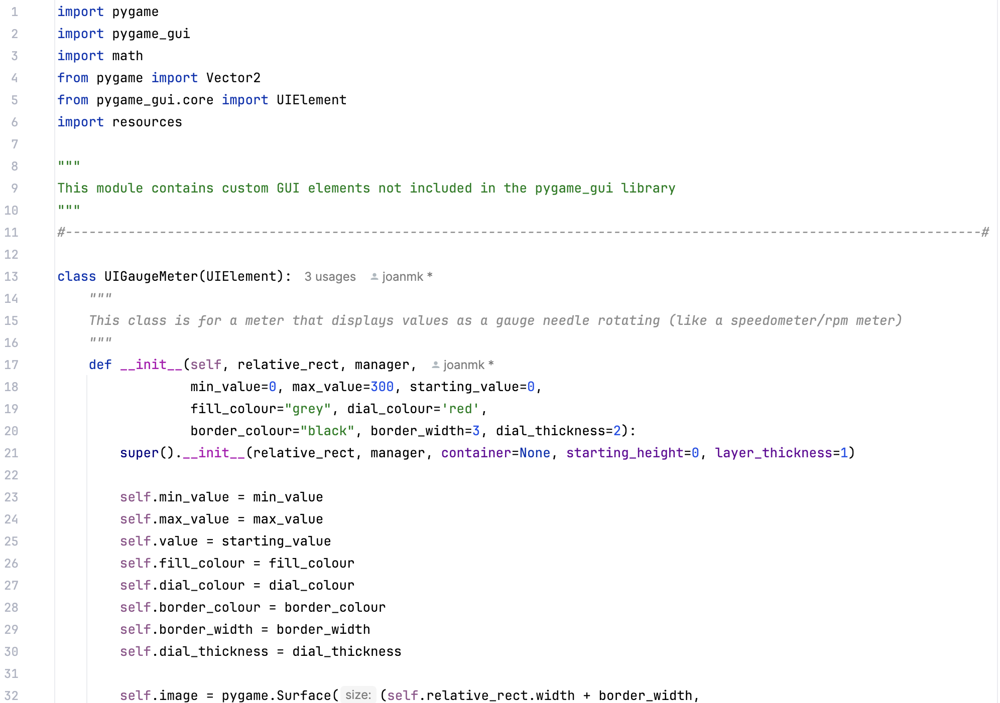 1 import pygame
2 import pygame_gui
3 import math
4 from pygame import Vector2
5 from pygame_gui.core import UIElement
6 import resources
7
8 """
9 This module contains custom GUI elements not included in the pygame_gui library
10 """
11 #---------------------------------------------------------------------------------------------------------------------#
12
13 class UIGaugeMeter(UIElement): 3 usages joanmk *
14     """
15     This class is for a meter that displays values as a gauge needle rotating (like a speedometer/rpm meter)
16     """
17     def __init__(self, relative_rect, manager, joanmk *
18                  min_value=0, max_value=300, starting_value=0,
19                  fill_colour="grey", dial_colour='red',
20                  border_colour="black", border_width=3, dial_thickness=2):
21         super().__init__(relative_rect, manager, container=None, starting_height=0, layer_thickness=1)
22
23         self.min_value = min_value
24         self.max_value = max_value
25         self.value = starting_value
26         self.fill_colour = fill_colour
27         self.dial_colour = dial_colour
28         self.border_colour = border_colour
29         self.border_width = border_width
30         self.dial_thickness = dial_thickness
31
32         self.image = pygame.Surface( size: (self.relative_rect.width + border_width,